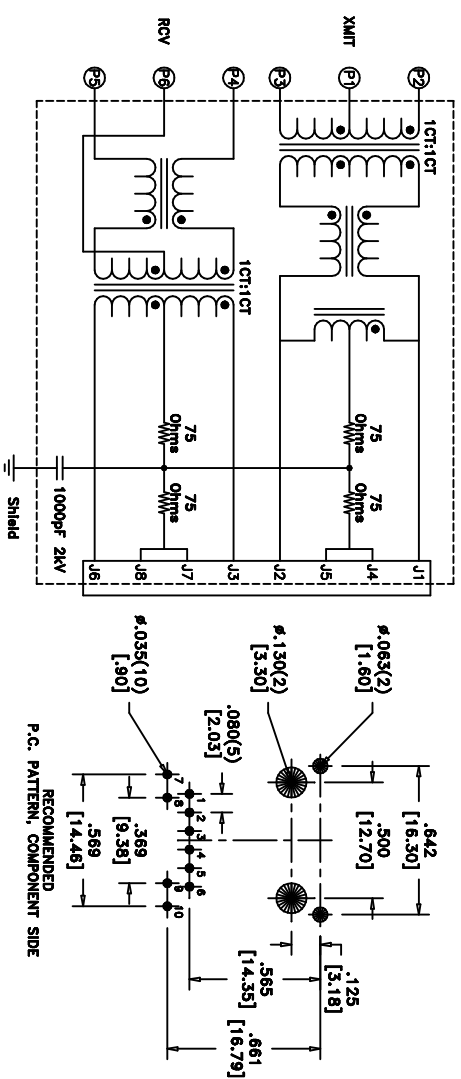 XMIT
RCV
P2
P1
P3
P4
P6
P5
1CT:1CT
1CT:1CT
75
Ohms
75
Ohms
75
Ohms
75
Ohms
1000pF 2kV
Shield
J1
J4
J5
J2
J3
J7
J8
J6
ø.063(2)
[1.60]
ø.130(2)
[3.30]
.080(5)
[2.03]
ø.035(10)
[.90]
.642
[16.30]
.500
[12.70]
.125
[3.18]
.565
[14.35]
.661
[16.79]
1
2
3
4
5
6
7
8
9
10
.369
[9.38]
.569
[14.46]
RECOMMENDED
P.C. PATTERN, COMPONENT SIDE